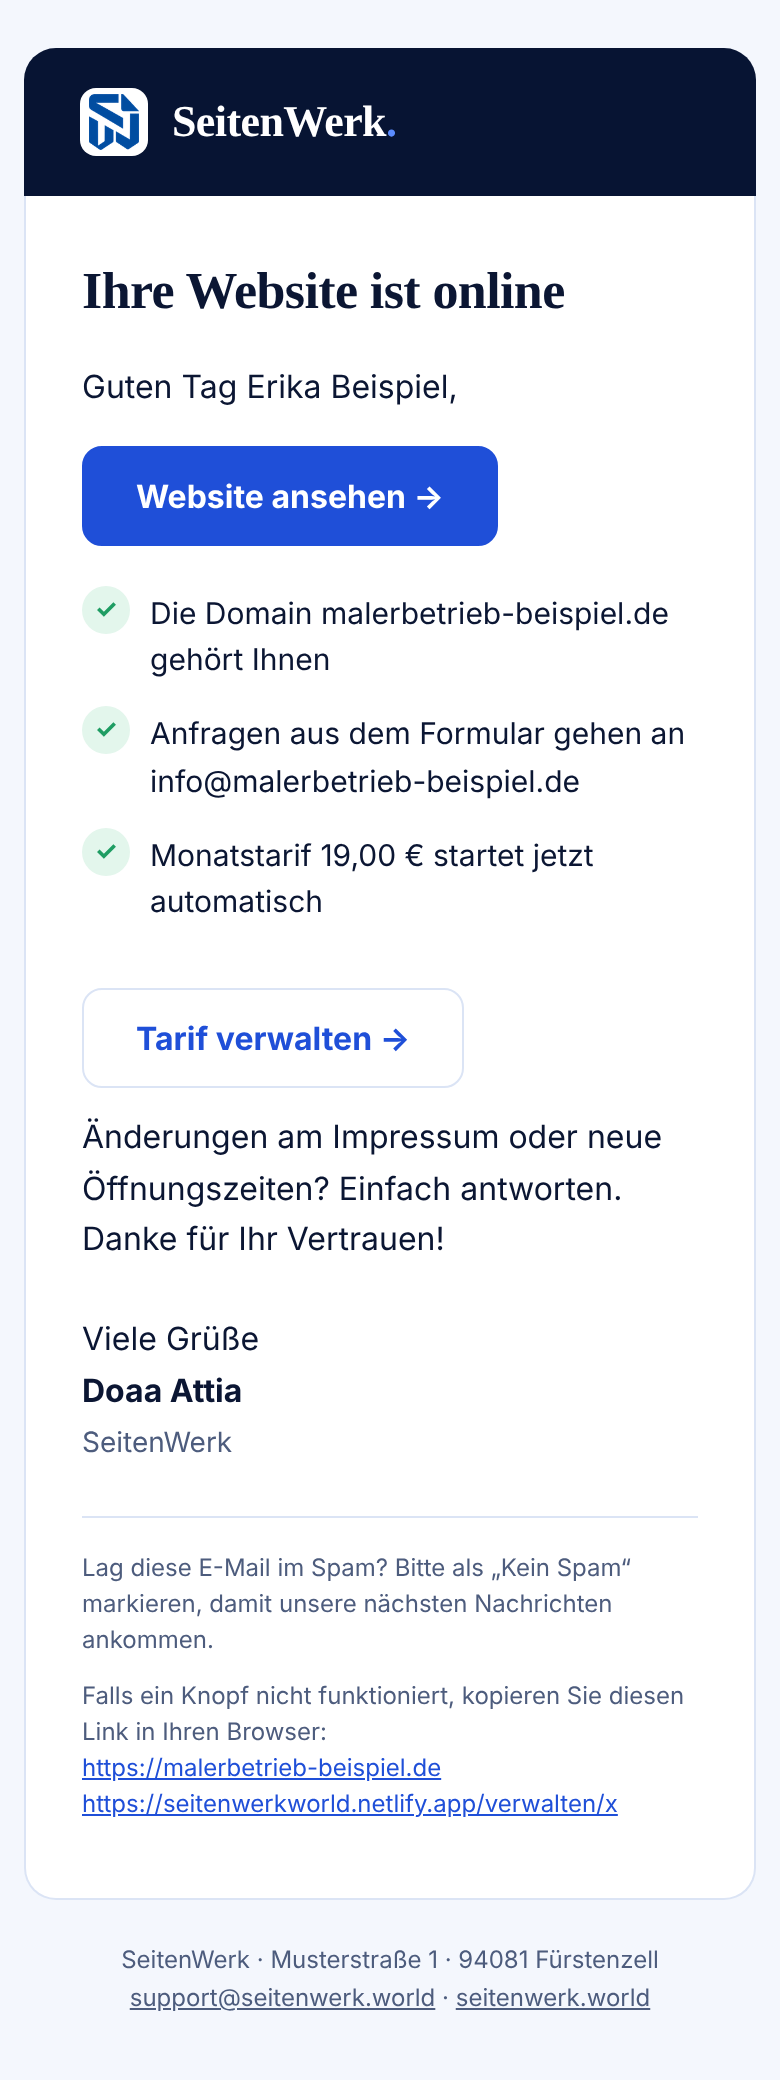 SeitenWerk.
Ihre Website ist online
Guten Tag Erika Beispiel,
Website ansehen →
Die Domain malerbetrieb-beispiel.de
gehört Ihnen
Anfragen aus dem Formular gehen an
info@malerbetrieb-beispiel.de
Monatstarif 19,00 € startet jetzt
automatisch
Tarif verwalten →
Änderungen am Impressum oder neue
Öffnungszeiten? Einfach antworten.
Danke für Ihr Vertrauen!
Viele Grüße
Doaa Attia
SeitenWerk
Lag diese E-Mail im Spam? Bitte als „Kein Spam“
markieren, damit unsere nächsten Nachrichten
ankommen.
Falls ein Knopf nicht funktioniert, kopieren Sie diesen
Link in Ihren Browser:
https://malerbetrieb-beispiel.de
https://seitenwerkworld.netlify.app/verwalten/x
SeitenWerk · Musterstraße 1 · 94081 Fürstenzell
support@seitenwerk.world · seitenwerk.world